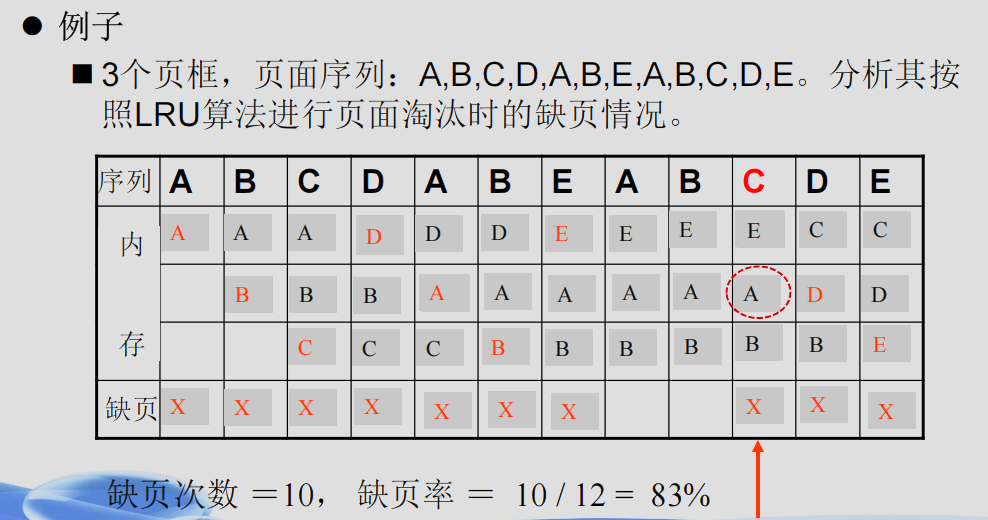 ● 例子
■ 3个页框，页面序列：A,B,C,D,A,B,E,A,B,C,D,E。分析其按
照LRU算法进行页面淘汰时的缺页情况。
序列 A B C D A B E A B C D E
内 A A A D D D E E E E C C
B B B A A A A A A D D
存 C C C B B B B B B E
缺页 X X X X X X X X X X
缺页次数 ＝10， 缺页率 ＝ 10 / 12 = 83%